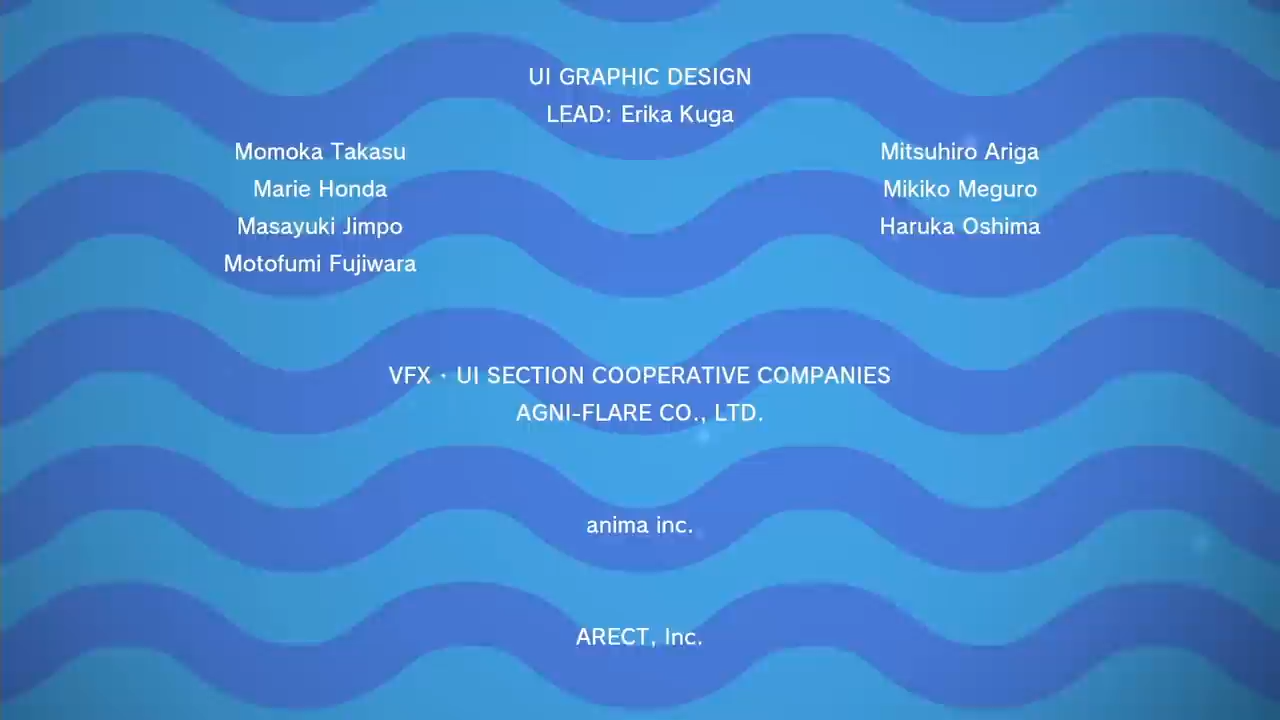 UI GRAPHIC DESIGN
LEAD: Erika Kuga
Momoka Takasu
Mitsuhiro Ariga
Marie Honda
Mikiko Meguro
Masayuki Jimpo
Haruka Oshima
Motofumi Fujiwara
VFX・UI SECTION COOPERATIVE COMPANIES
AGNI-FLARE CO., LTD.
anima inc.
ARECT, Inc.